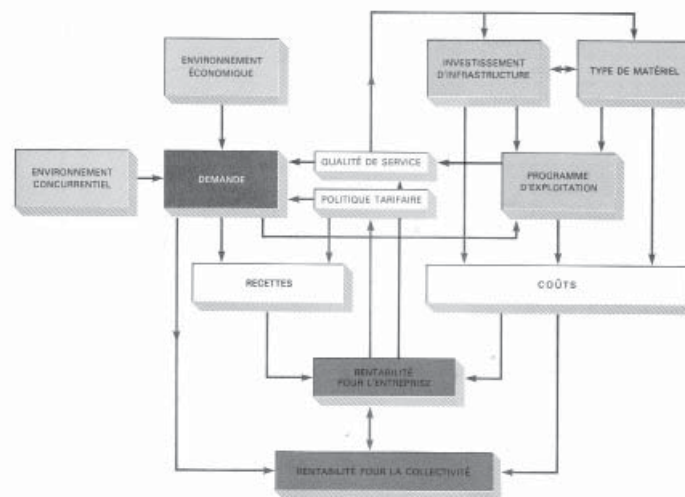 ENVIRONNEMENT
ÉCONOMIQUE
INVESTISSEMENT
D'INFRASTRUCTURE
TYPE DE MATÉRIEL
ENVIRONNEMENT
CONCURRENTIEL
DEMANDE
QUALITÉ DE SERVICE
POLITIQUE TARIFAIRE
PROGRAMME
D'EXPLOITATION
RECETTES
COÛTS
RENTABILITÉ
POUR L'ENTREPRISE
RENTABILITÉ POUR LA COLLECTIVITÉ